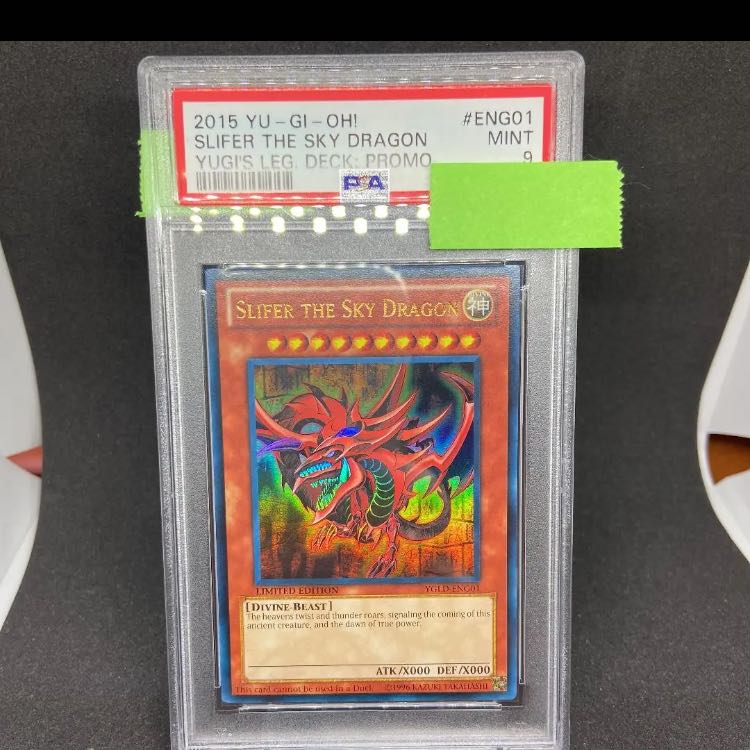 2015 YU-GI-OH! #ENG01
SLIFER THE SKY DRAGON MINT
YUGI'S LEG. DECK: PROMO 9
PSA
SLIFER THE SKY DRAGON 神
LIMITED EDITION YGLD-ENG01
[DIVINE-BEAST]
The heavens twist and thunder roars, signaling the coming of this
ancient creature, and the dawn of true power.
ATK/X000 DEF/X000
This card cannot be used in a Duel. ©1996 KAZUKI TAKAHASHI